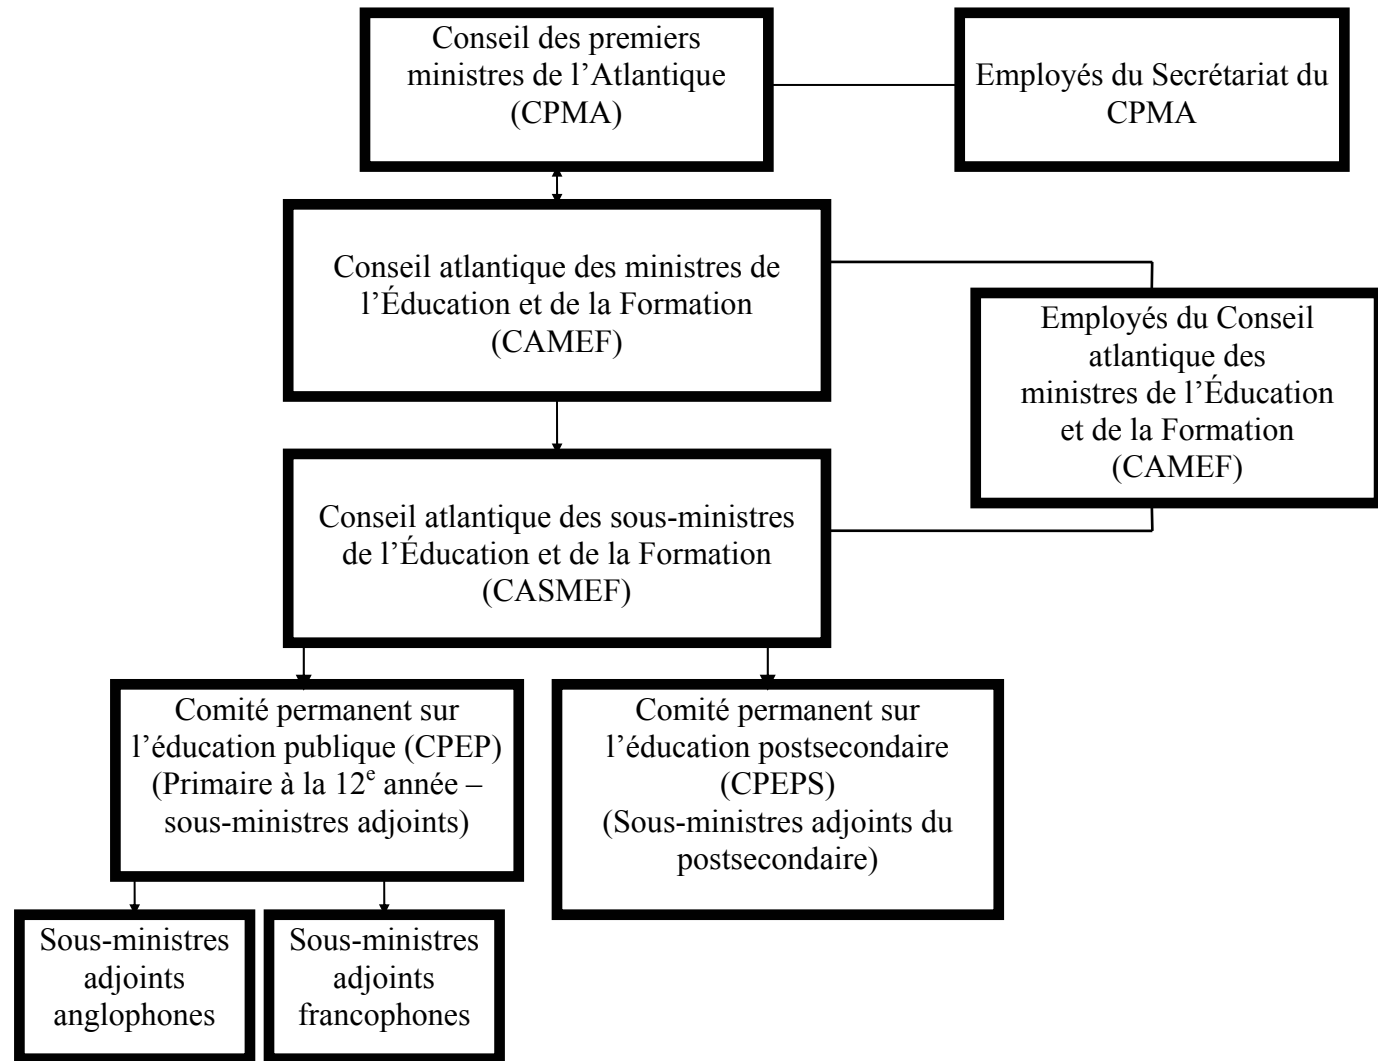 Conseil des premiers
ministres de l’Atlantique
(CPMA)
Employés du Secrétariat du
CPMA
Conseil atlantique des ministres de
l’Éducation et de la Formation
(CAMEF)
Employés du Conseil
atlantique des
ministres de l’Éducation
et de la Formation
(CAMEF)
Conseil atlantique des sous-ministres
de l’Éducation et de la Formation
(CASMEF)
Comité permanent sur
l’éducation publique (CPEP)
(Primaire à la 12e année –
sous-ministres adjoints)
Comité permanent sur
l’éducation postsecondaire
(CPEPS)
(Sous-ministres adjoints du
postsecondaire)
Sous-ministres
adjoints
anglophones
Sous-ministres
adjoints
francophones